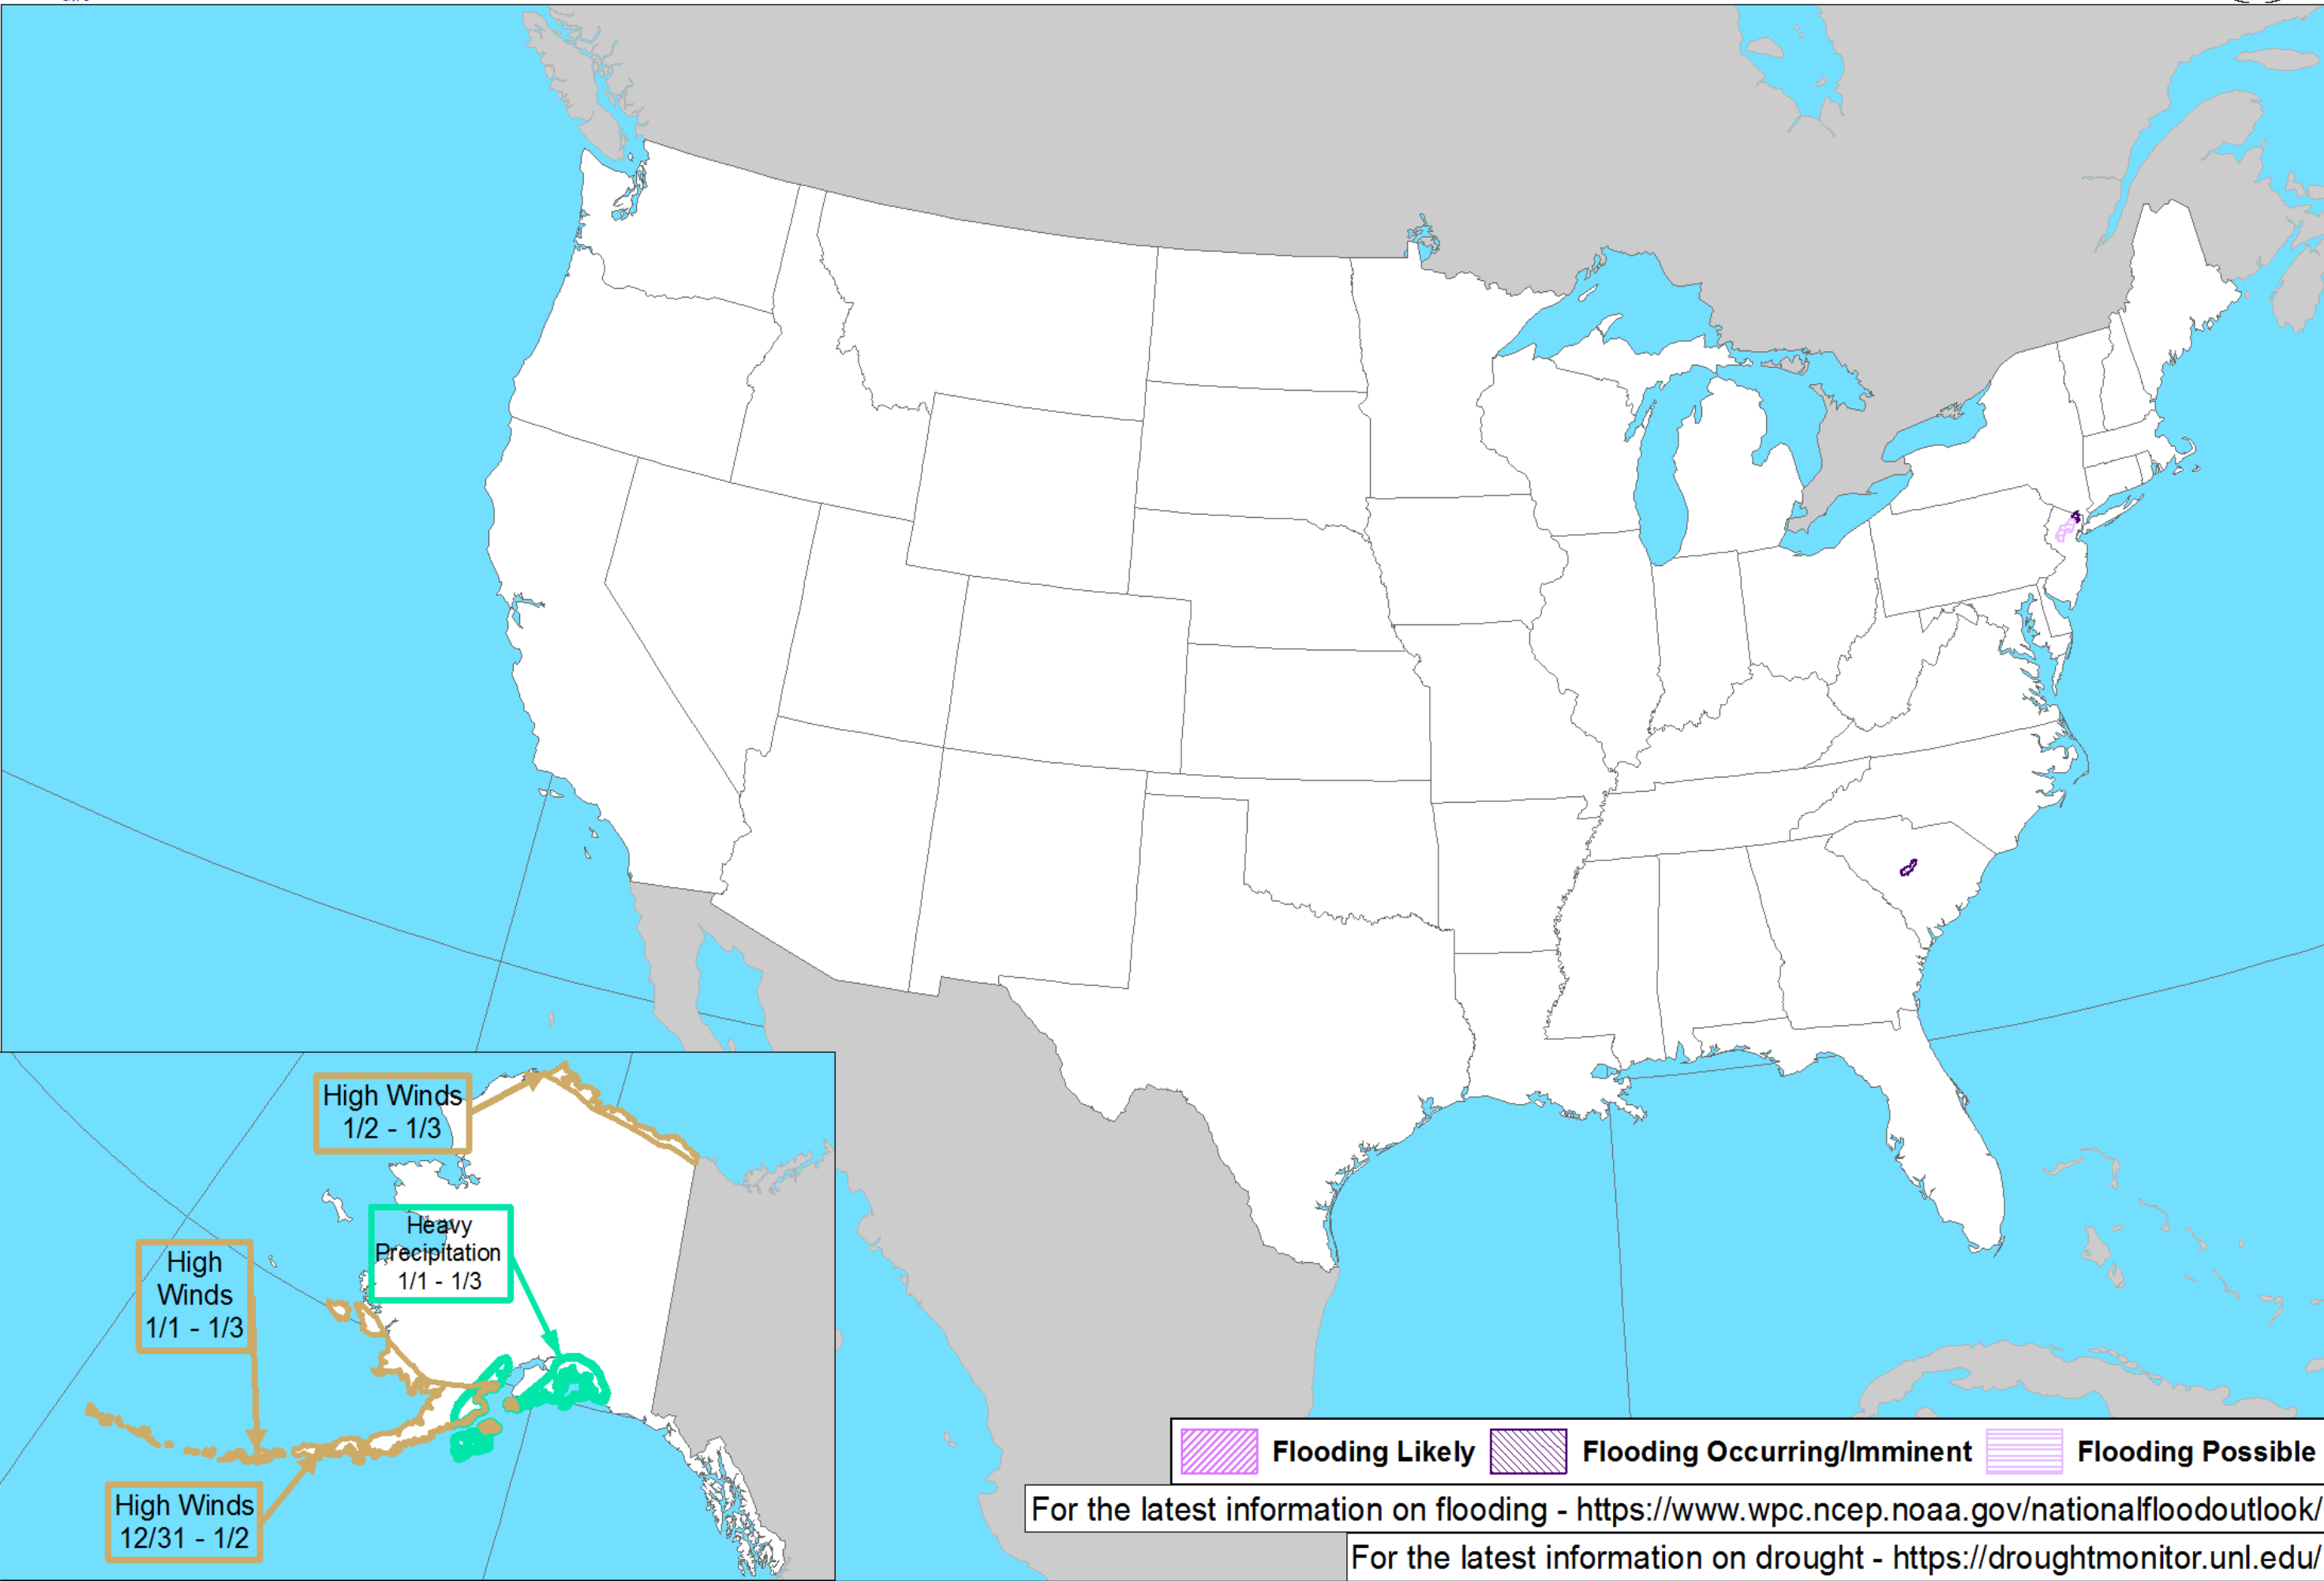 High Winds
1/2 - 1/3
Heavy
Precipitation
1/1 - 1/3
High
Winds
1/1 - 1/3
High Winds
12/31 - 1/2
Flooding Likely
Flooding Occurring/Imminent
Flooding Possible
For the latest information on flooding - https://www.wpc.ncep.noaa.gov/nationalfloodoutlook/
For the latest information on drought - https://droughtmonitor.unl.edu/